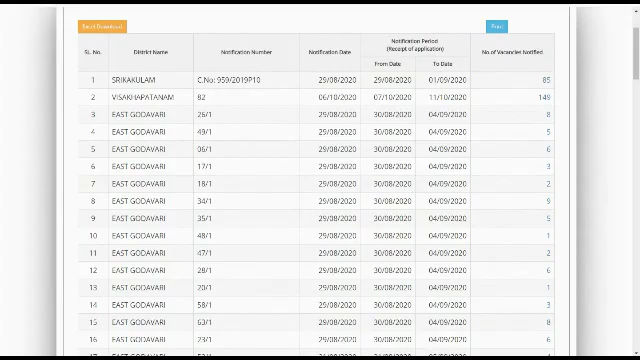 Excel Download
Print
SL. No. District Name Notification Number Notification Date Notification Period (Receipt of application) From Date To Date No.of Vacancies Notified
1 SRIKAKULAM C.No: 959/2019P10 29/08/2020 29/08/2020 01/09/2020 85
2 VISAKHAPATANAM 82 06/10/2020 07/10/2020 11/10/2020 149
3 EAST GODAVARI 26/1 29/08/2020 30/08/2020 04/09/2020 8
4 EAST GODAVARI 49/1 29/08/2020 30/08/2020 04/09/2020 5
5 EAST GODAVARI 06/1 29/08/2020 30/08/2020 04/09/2020 6
6 EAST GODAVARI 17/1 29/08/2020 30/08/2020 04/09/2020 3
7 EAST GODAVARI 18/1 29/08/2020 30/08/2020 04/09/2020 2
8 EAST GODAVARI 34/1 29/08/2020 30/08/2020 04/09/2020 9
9 EAST GODAVARI 35/1 29/08/2020 30/08/2020 04/09/2020 5
10 EAST GODAVARI 48/1 29/08/2020 30/08/2020 04/09/2020 1
11 EAST GODAVARI 47/1 29/08/2020 30/08/2020 04/09/2020 2
12 EAST GODAVARI 28/1 29/08/2020 30/08/2020 04/09/2020 6
13 EAST GODAVARI 20/1 29/08/2020 30/08/2020 04/09/2020 1
14 EAST GODAVARI 58/1 29/08/2020 30/08/2020 04/09/2020 3
15 EAST GODAVARI 63/1 29/08/2020 30/08/2020 04/09/2020 8
16 EAST GODAVARI 23/1 29/08/2020 30/08/2020 04/09/2020 6